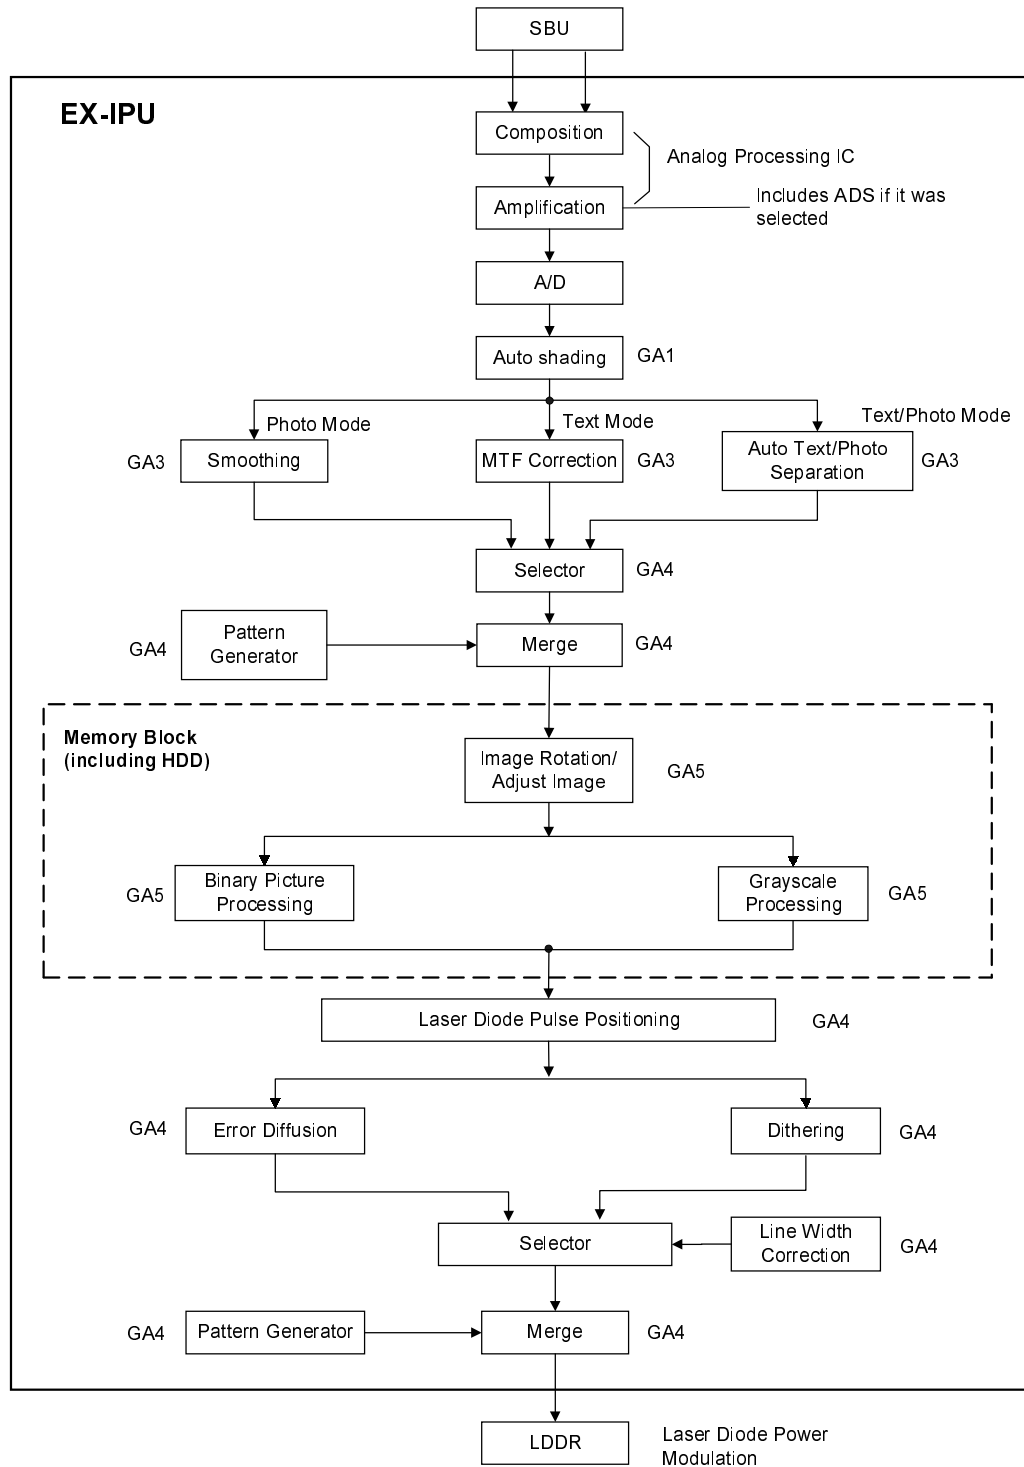 SBU
EX-IPU
Composition
Analog Processing IC
Amplification
Includes ADS if it was
selected
A/D
Auto shading
GA1
Photo Mode
Text Mode
Text/Photo Mode
GA3
Smoothing
MTF Correction
GA3
Auto Text/Photo
Separation
GA3
Selector
GA4
GA4
Pattern
Generator
Merge
GA4
Memory Block
(including HDD)
Image Rotation/
Adjust Image
GA5
GA5
Binary Picture
Processing
Grayscale
Processing
GA5
Laser Diode Pulse Positioning
GA4
GA4
Error Diffusion
Dithering
GA4
Selector
Line Width
Correction
GA4
GA4
Pattern Generator
Merge
GA4
LDDR
Laser Diode Power
Modulation